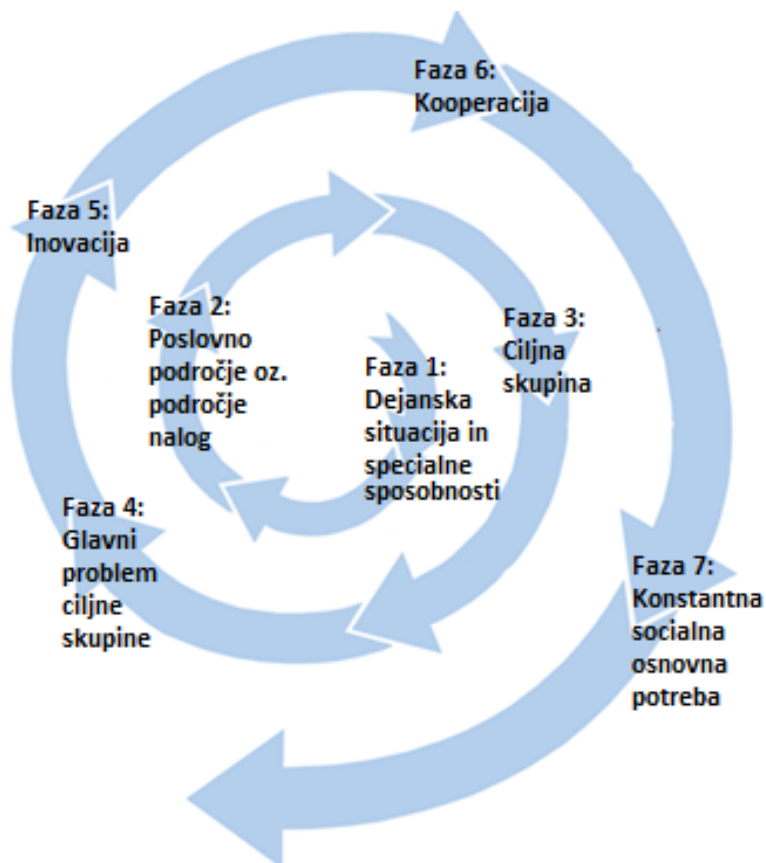 Faza 1:
Dejanska
situacija in
specialne
sposobnosti
Faza 2:
Poslovno
področje oz.
področje
nalog
Faza 3:
Ciljna
skupina
Faza 4:
Glavni
problem
ciljne
skupine
Faza 5:
Inovacija
Faza 6:
Kooperacija
Faza 7:
Konstantna
socialna
osnovna
potreba